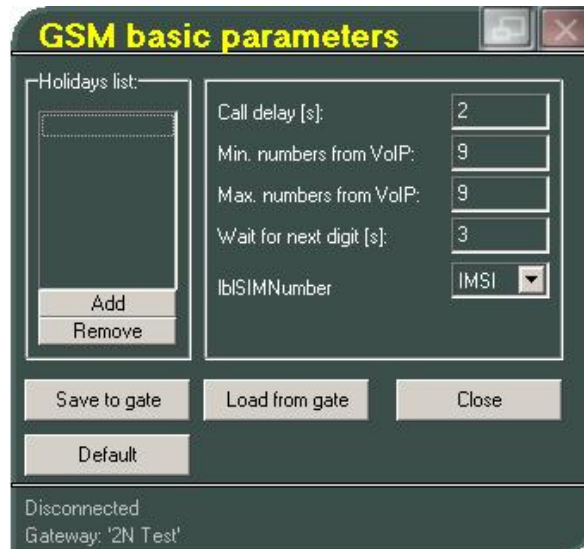 GSM basic parameters
Holidays list:
Add
Remove
Call delay [s]: 2
Min. numbers from VoIP: 9
Max. numbers from VoIP: 9
Wait for next digit [s]: 3
lblSIMNumber IMSI
Save to gate Load from gate Close
Default
Disconnected
Gateway: '2N Test'